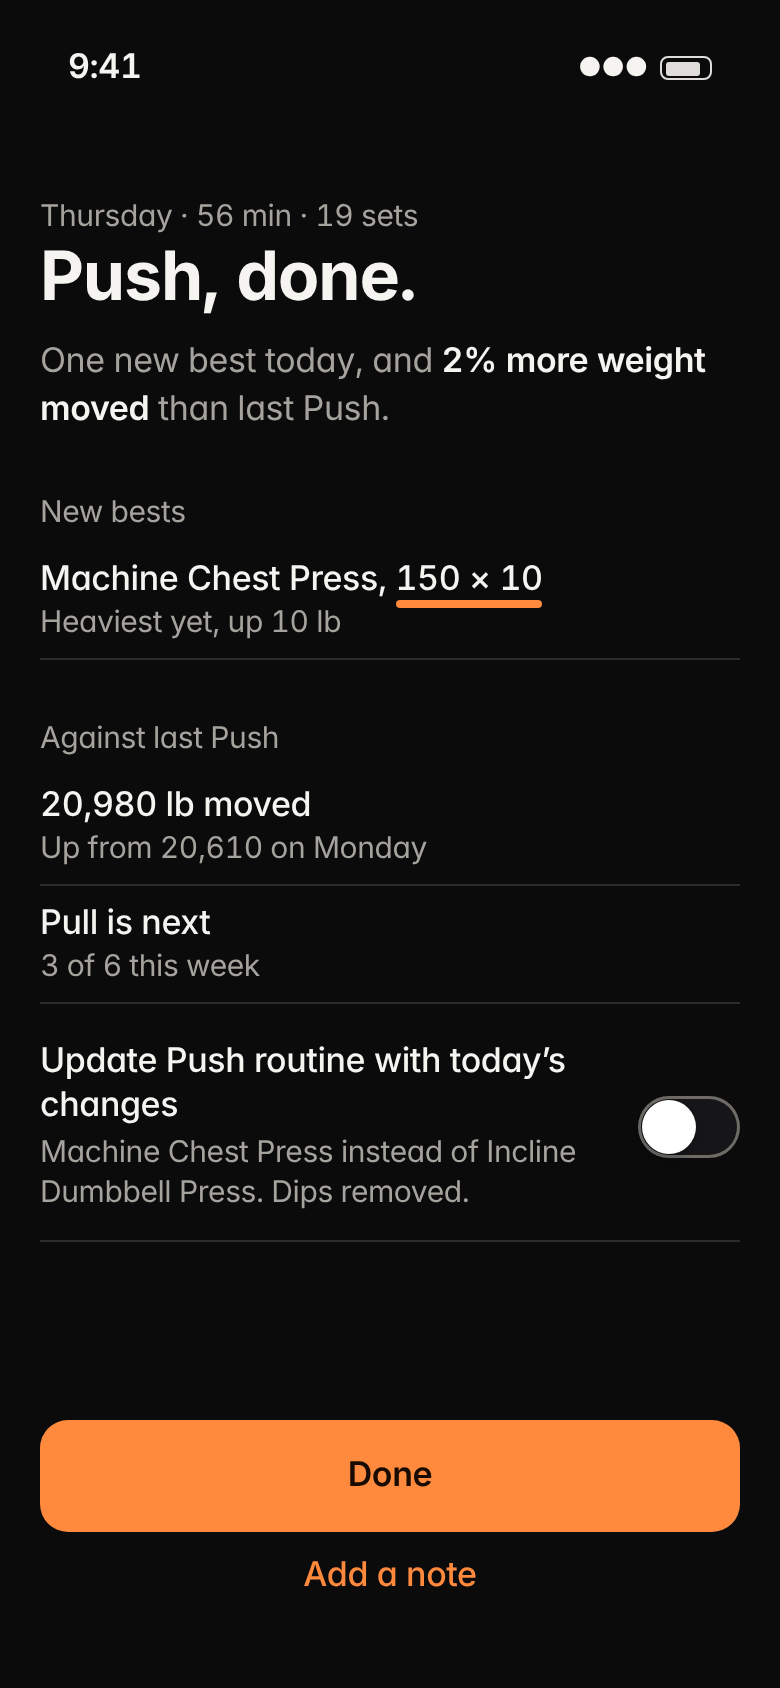 9:41
Thursday · 56 min · 19 sets
Push, done.
One new best today, and 2% more weight
moved than last Push.
New bests
Machine Chest Press, 150 × 10
Heaviest yet, up 10 lb
Against last Push
20,980 lb moved
Up from 20,610 on Monday
Pull is next
3 of 6 this week
Update Push routine with today’s
changes
Machine Chest Press instead of Incline
Dumbbell Press. Dips removed.
Done
Add a note